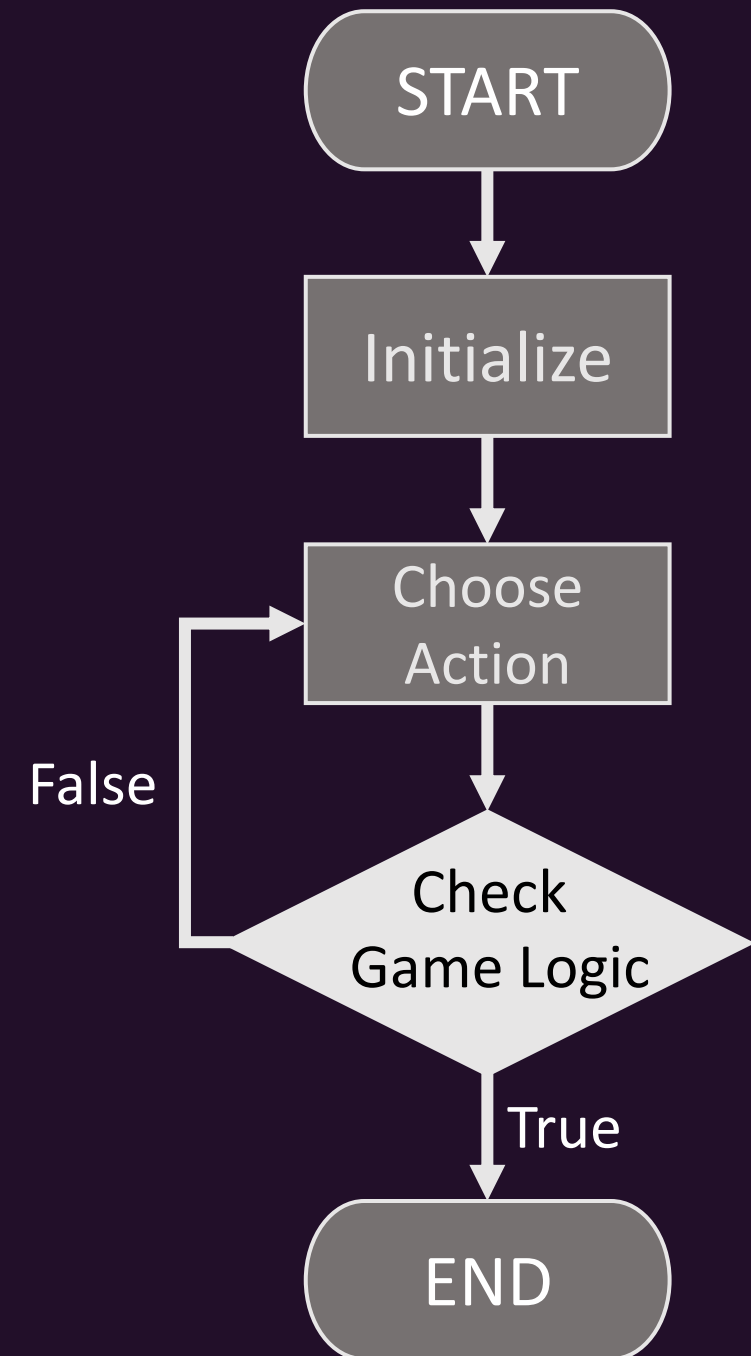 START
Initialize
Choose
Action
False
Check
Game Logic
True
END